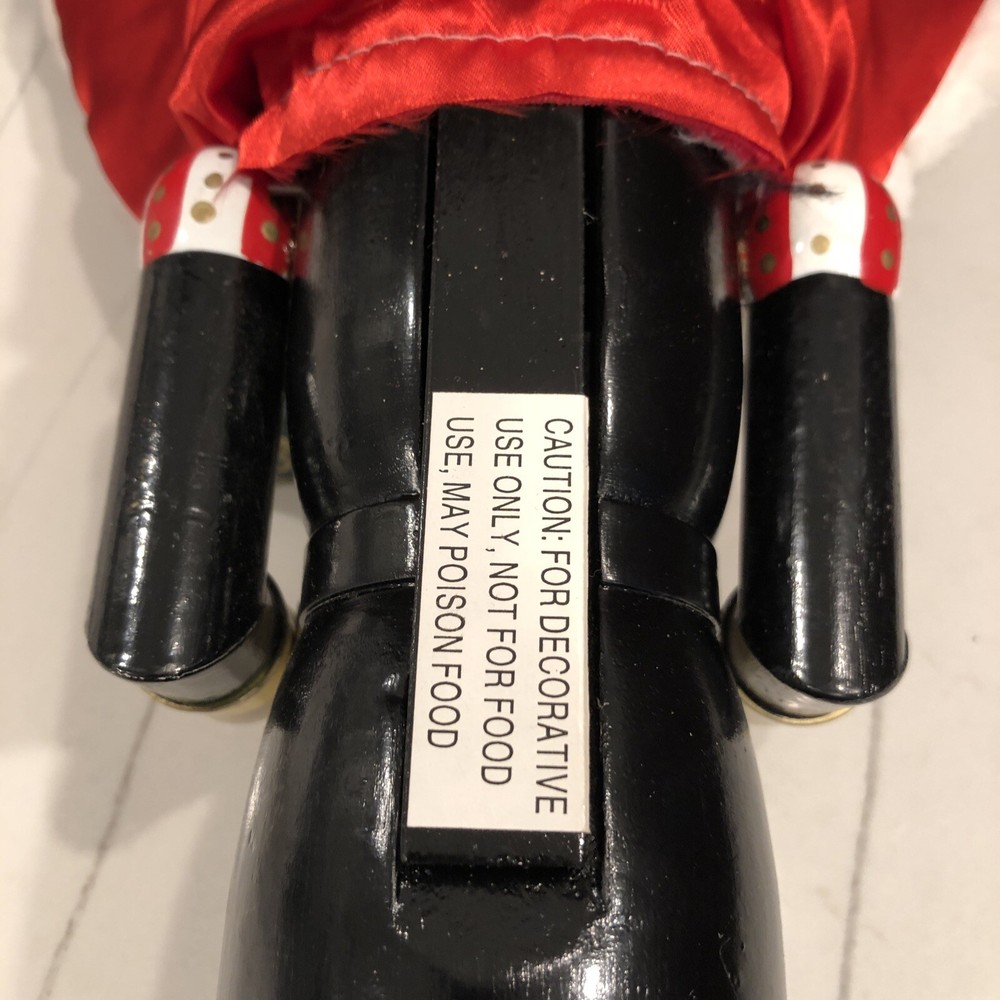 CAUTION: FOR DECORATIVE
USE ONLY, NOT FOR FOOD
USE, MAY POISON FOOD